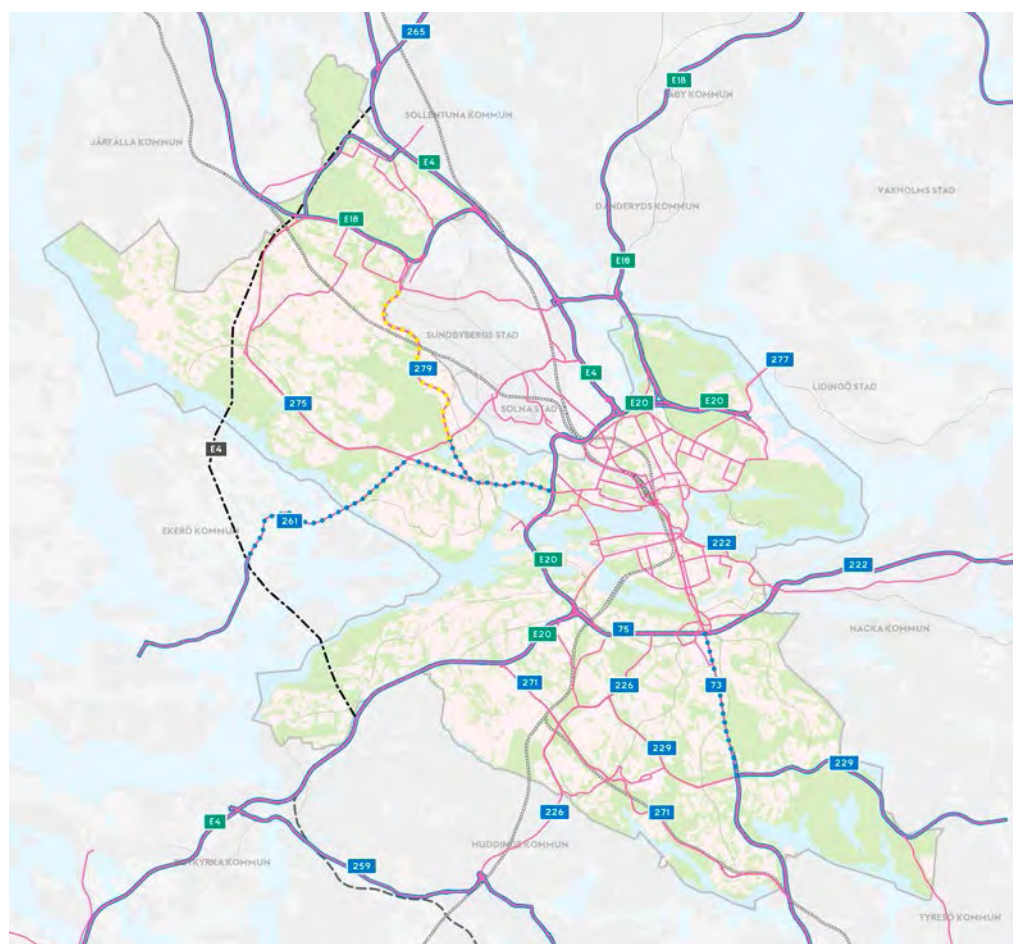 265
E18
TÄBY KOMMUN
SOLLENTUNA KOMMUN
JÄRFÄLLA KOMMUN
E4
VAXHOLMS STAD
DANDERYDS KOMMUN
E18
E18
SUNDBYBERGS STAD
279
E4
277
LIDINGÖ STAD
275
E20
E20
SOLNA STAD
E4
261
EKERÖ KOMMUN
222
E20
222
75
E20
NACKA KOMMUN
271
226
73
229
229
226
271
E4
HUDDINGE KOMMUN
259
KYRKA KOMMUN
TYRESÖ KOMMUN